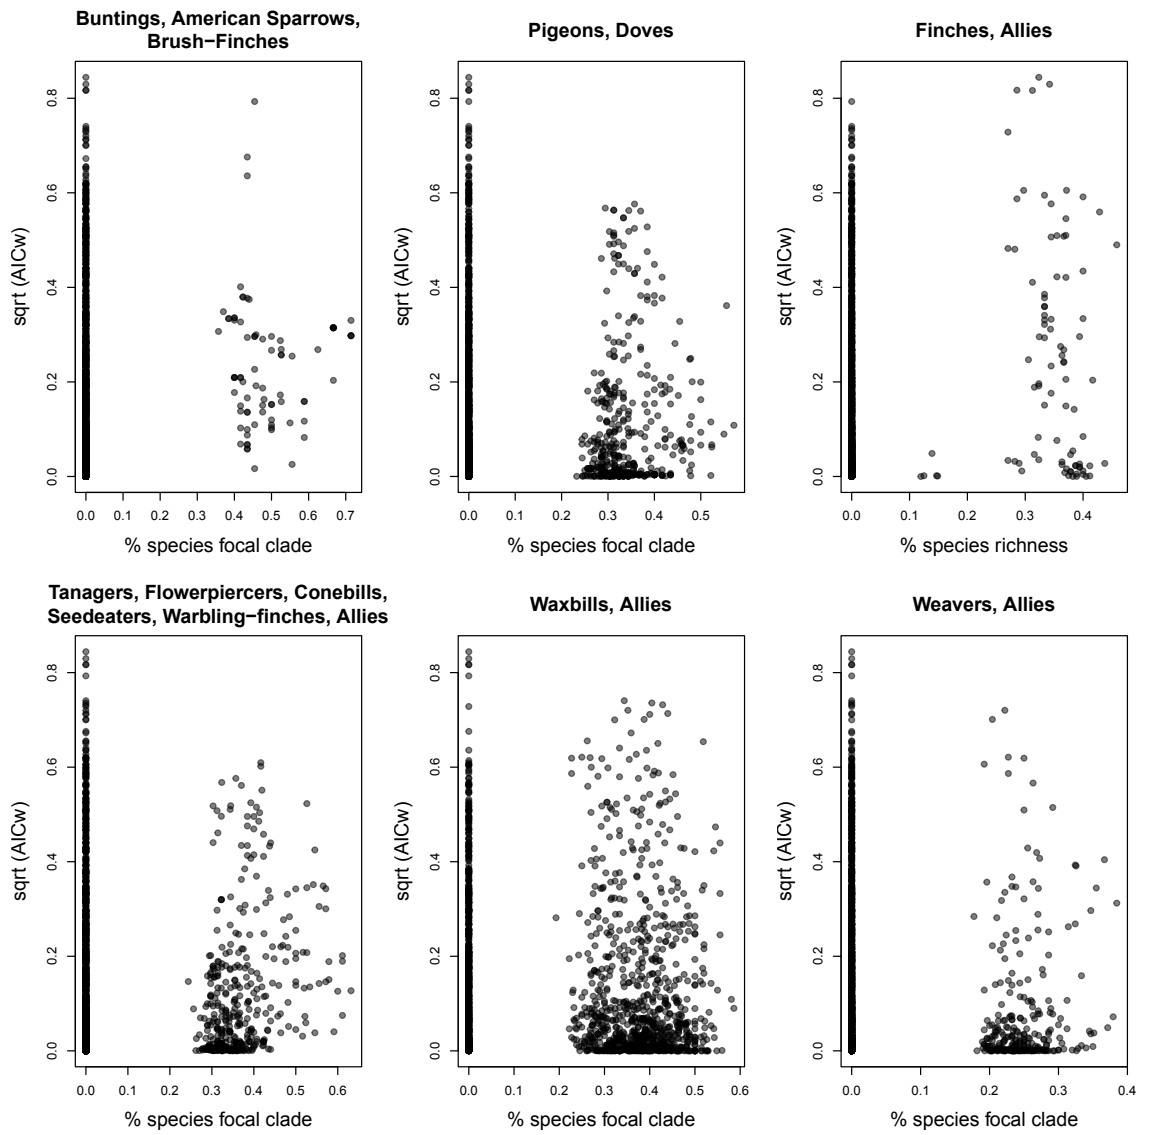 Buntings, American Sparrows,
Brush−Finches
Pigeons, Doves
Finches, Allies
sqrt (AICw)
0.0 0.2 0.4 0.6 0.8
0.0 0.1 0.2 0.3 0.4 0.5 0.6 0.7
% species focal clade
sqrt (AICw)
0.0 0.2 0.4 0.6 0.8
0.0 0.1 0.2 0.3 0.4 0.5
% species focal clade
sqrt (AICw)
0.0 0.2 0.4 0.6 0.8
0.0 0.1 0.2 0.3 0.4
% species richness
Tanagers, Flowerpiercers, Conebills,
Seedeaters, Warbling−finches, Allies
Waxbills, Allies
Weavers, Allies
sqrt (AICw)
0.0 0.2 0.4 0.6 0.8
0.0 0.1 0.2 0.3 0.4 0.5 0.6
% species focal clade
sqrt (AICw)
0.0 0.2 0.4 0.6 0.8
0.0 0.1 0.2 0.3 0.4 0.5 0.6
% species focal clade
sqrt (AICw)
0.0 0.2 0.4 0.6 0.8
0.0 0.1 0.2 0.3 0.4
% species focal clade